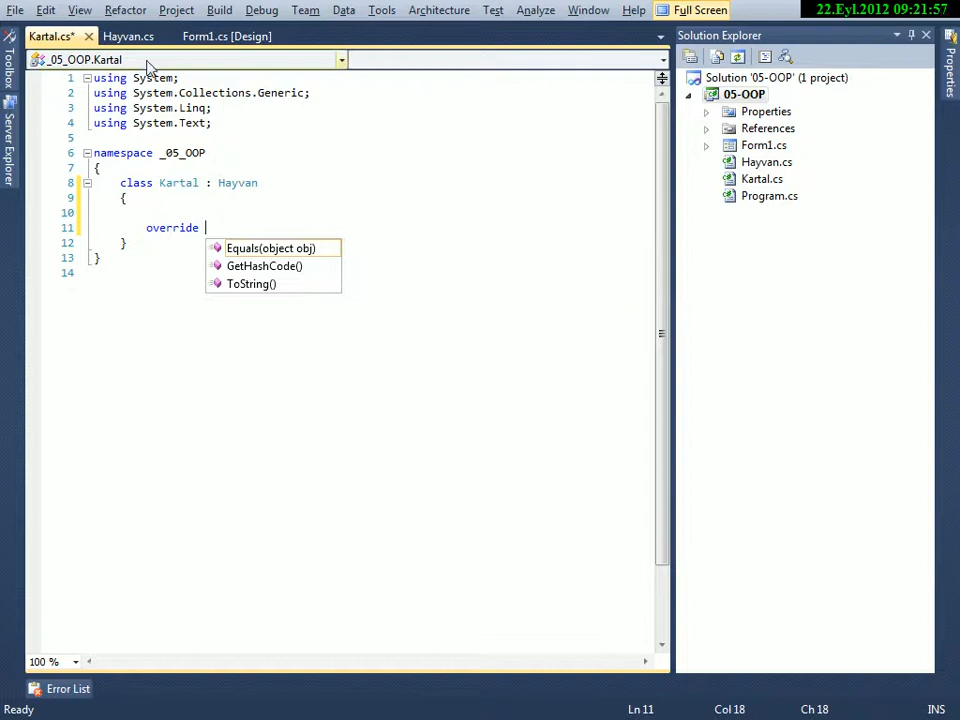 File Edit View Refactor Project Build Debug Team Data Tools Architecture Test Analyze Window Help Full Screen 22.Eyl.2012 09:21:57
Kartal.cs* Hayvan.cs Form1.cs [Design]
_05_OOP.Kartal
1 using System;
2 using System.Collections.Generic;
3 using System.Linq;
4 using System.Text;
5
6 namespace _05_OOP
7 {
8 class Kartal : Hayvan
9 {
10
11 override
12 }
13 }
14
Equals(object obj)
GetHashCode()
ToString()
100 %
Toolbox
Server Explorer
Solution Explorer
Solution '05-OOP' (1 project)
05-OOP
Properties
References
Form1.cs
Hayvan.cs
Kartal.cs
Program.cs
Properties
Error List
Ready Ln 11 Col 18 Ch 18 INS